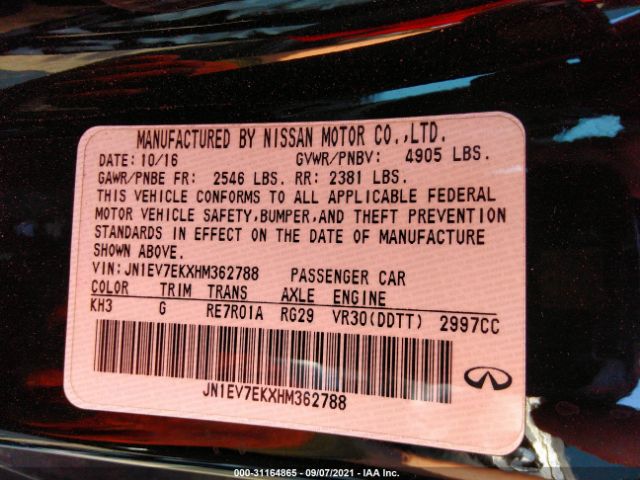 MANUFACTURED BY NISSAN MOTOR CO.,LTD.
DATE: 10/16 GVWR/PNBV: 4905 LBS.
GAWR/PNBE FR: 2546 LBS. RR: 2381 LBS.
THIS VEHICLE CONFORMS TO ALL APPLICABLE FEDERAL
MOTOR VEHICLE SAFETY,BUMPER,AND THEFT PREVENTION
STANDARDS IN EFFECT ON THE DATE OF MANUFACTURE
SHOWN ABOVE.
VIN: JN1EV7EKXHM362788 PASSENGER CAR
COLOR TRIM TRANS AXLE ENGINE
KH3 G RE7R01A RG29 VR30(DDTT) 2997CC
JN1EV7EKXHM362788
000-31164865 - 09/07/2021 - IAA Inc.